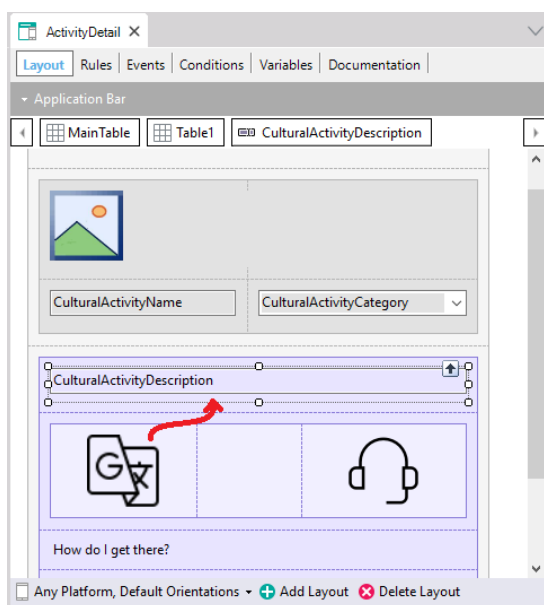 ActivityDetail
Layout Rules Events Conditions Variables Documentation
Application Bar
MainTable Table1 CulturalActivityDescription
CulturalActivityName CulturalActivityCategory
CulturalActivityDescription
G 文
How do I get there?
Any Platform, Default Orientations Add Layout Delete Layout